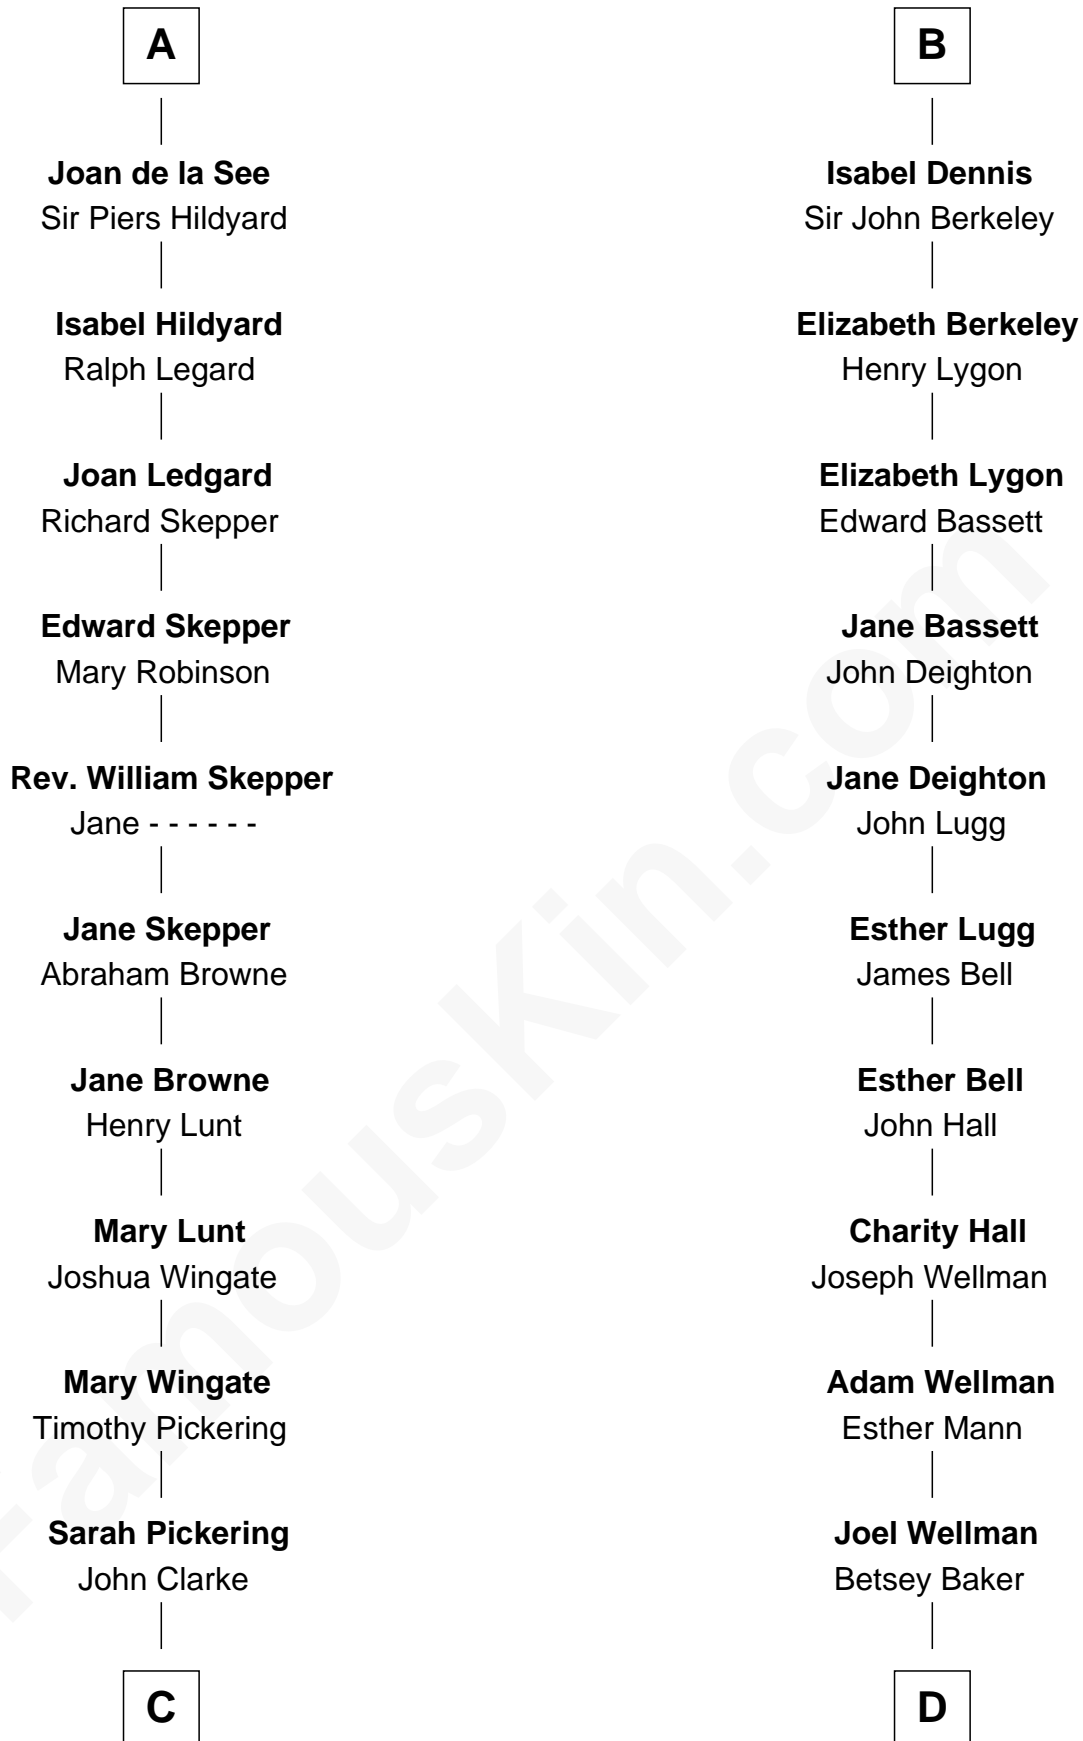 A
Joan de la See
Sir Piers Hildyard
Isabel Hildyard
Ralph Legard
Joan Ledgard
Richard Skepper
Edward Skepper
Mary Robinson
Rev. William Skepper
Jane - - - - - -
Jane Skepper
Abraham Browne
Jane Browne
Henry Lunt
Mary Lunt
Joshua Wingate
Mary Wingate
Timothy Pickering
Sarah Pickering
John Clarke
C
B
Isabel Dennis
Sir John Berkeley
Elizabeth Berkeley
Henry Lygon
Elizabeth Lygon
Edward Bassett
Jane Bassett
John Deighton
Jane Deighton
John Lugg
Esther Lugg
James Bell
Esther Bell
John Hall
Charity Hall
Joseph Wellman
Adam Wellman
Esther Mann
Joel Wellman
Betsey Baker
D
FamousKin.com